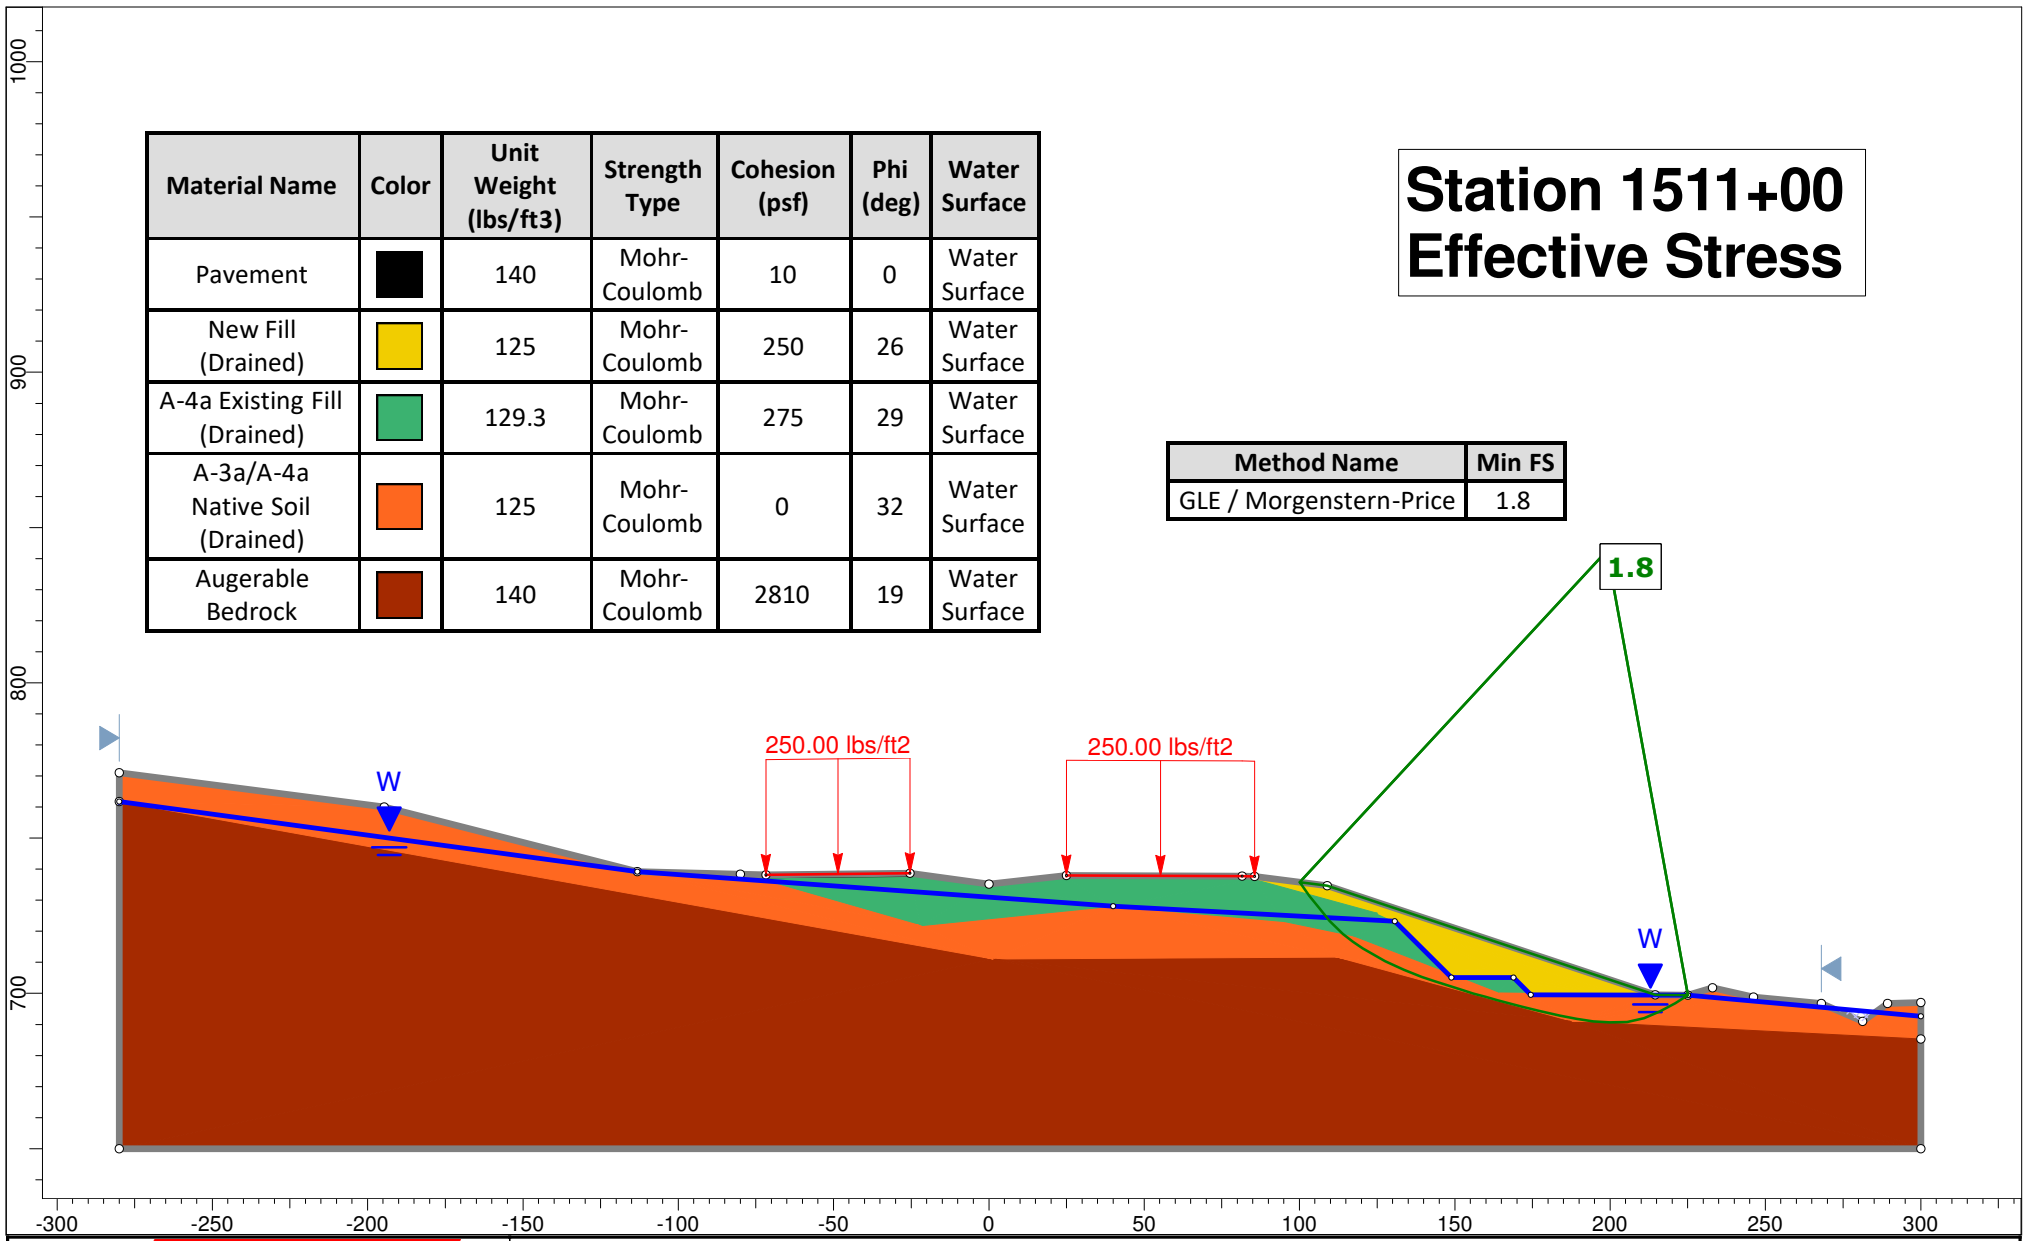 Station 1511+00
Effective Stress
Material Name
Color
Unit
Weight
(lbs/ft3)
Strength
Type
Cohesion
(psf)
Phi
(deg)
Water
Surface
Pavement
140
Mohr-
Coulomb
10
0
Water
Surface
New Fill
(Drained)
125
Mohr-
Coulomb
250
26
Water
Surface
A-4a Existing Fill
(Drained)
129.3
Mohr-
Coulomb
275
29
Water
Surface
A-3a/A-4a
Native Soil
(Drained)
125
Mohr-
Coulomb
0
32
Water
Surface
Augerable
Bedrock
140
Mohr-
Coulomb
2810
19
Water
Surface
Method Name
Min FS
GLE / Morgenstern-Price
1.8
1.8
250.00 lbs/ft2
250.00 lbs/ft2
W
W
1000
900
800
700
-300 -250 -200 -150 -100 -50 0 50 100 150 200 250 300